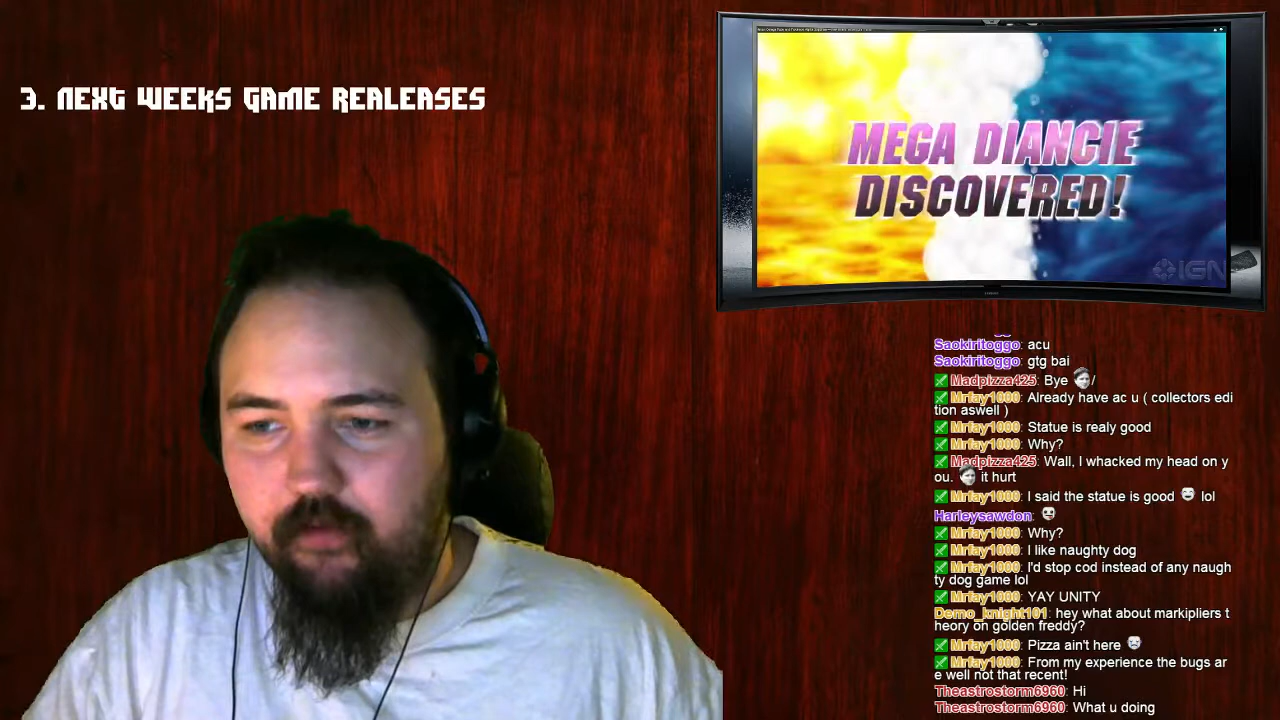 3. NEXT WEEKS GAME REALEASES
MEGA DIANCIE
DISCOVERED!
IGN
Saokiritoggo: acu
Saokiritoggo: gtg bai
Madpizza425: Bye /
Mrfay1000: Already have ac u ( collectors edi
tion aswell )
Mrfay1000: Statue is realy good
Mrfay1000: Why?
Madpizza425: Wall, I whacked my head on y
ou. it hurt
Mrfay1000: I said the statue is good lol
Harleysawdon:
Mrfay1000: Why?
Mrfay1000: I like naughty dog
Mrfay1000: I'd stop cod instead of any naugh
ty dog game lol
Mrfay1000: YAY UNITY
Demo_knight101: hey what about markipliers t
heory on golden freddy?
Mrfay1000: Pizza ain't here
Mrfay1000: From my experience the bugs ar
e well not that recent!
Theastrostorm6960: Hi
Theastrostorm6960: What u doing